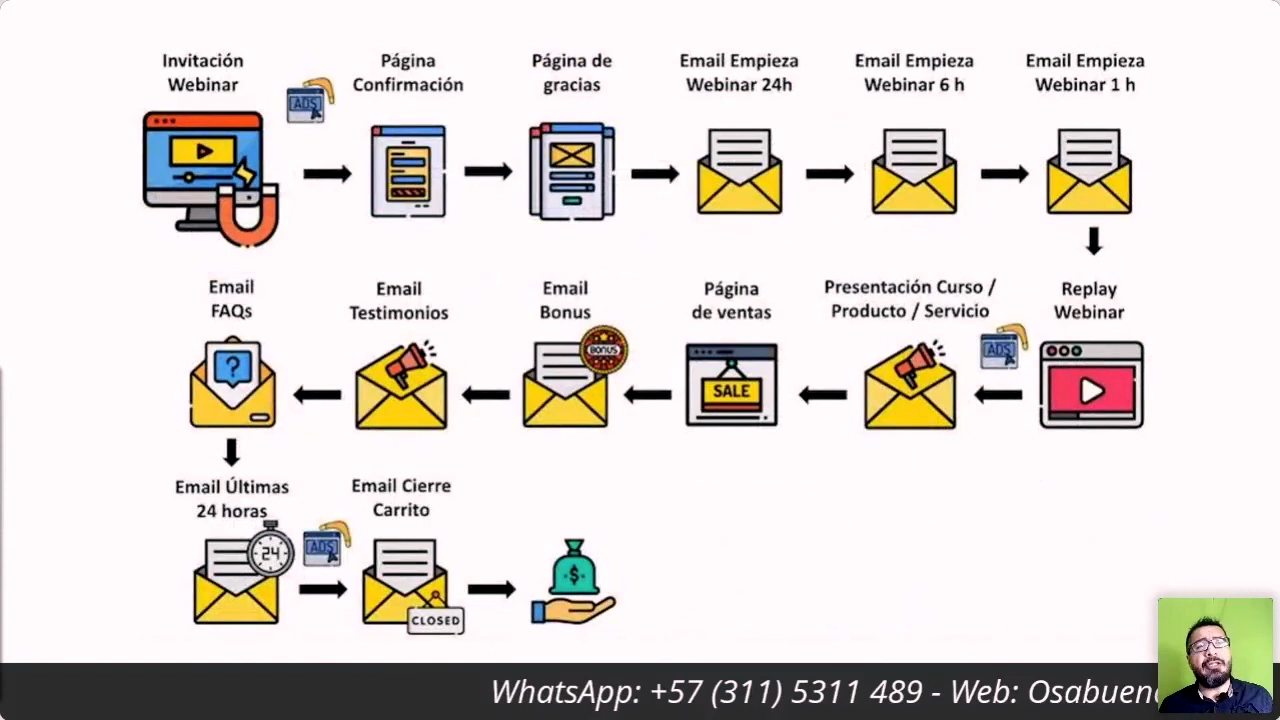 Invitación
Webinar
Página
Confirmación
Página de
gracias
Email Empieza
Webinar 24h
Email Empieza
Webinar 6 h
Email Empieza
Webinar 1 h
ADS
Email
FAQs
Email
Testimonios
Email
Bonus
Página
de ventas
Presentación Curso /
Producto / Servicio
Replay
Webinar
?
BONUS
SALE
ADS
Email Últimas
24 horas
Email Cierre
Carrito
24
ADS
$
CLOSED
WhatsApp: +57 (311) 5311 489 - Web: Osabuen